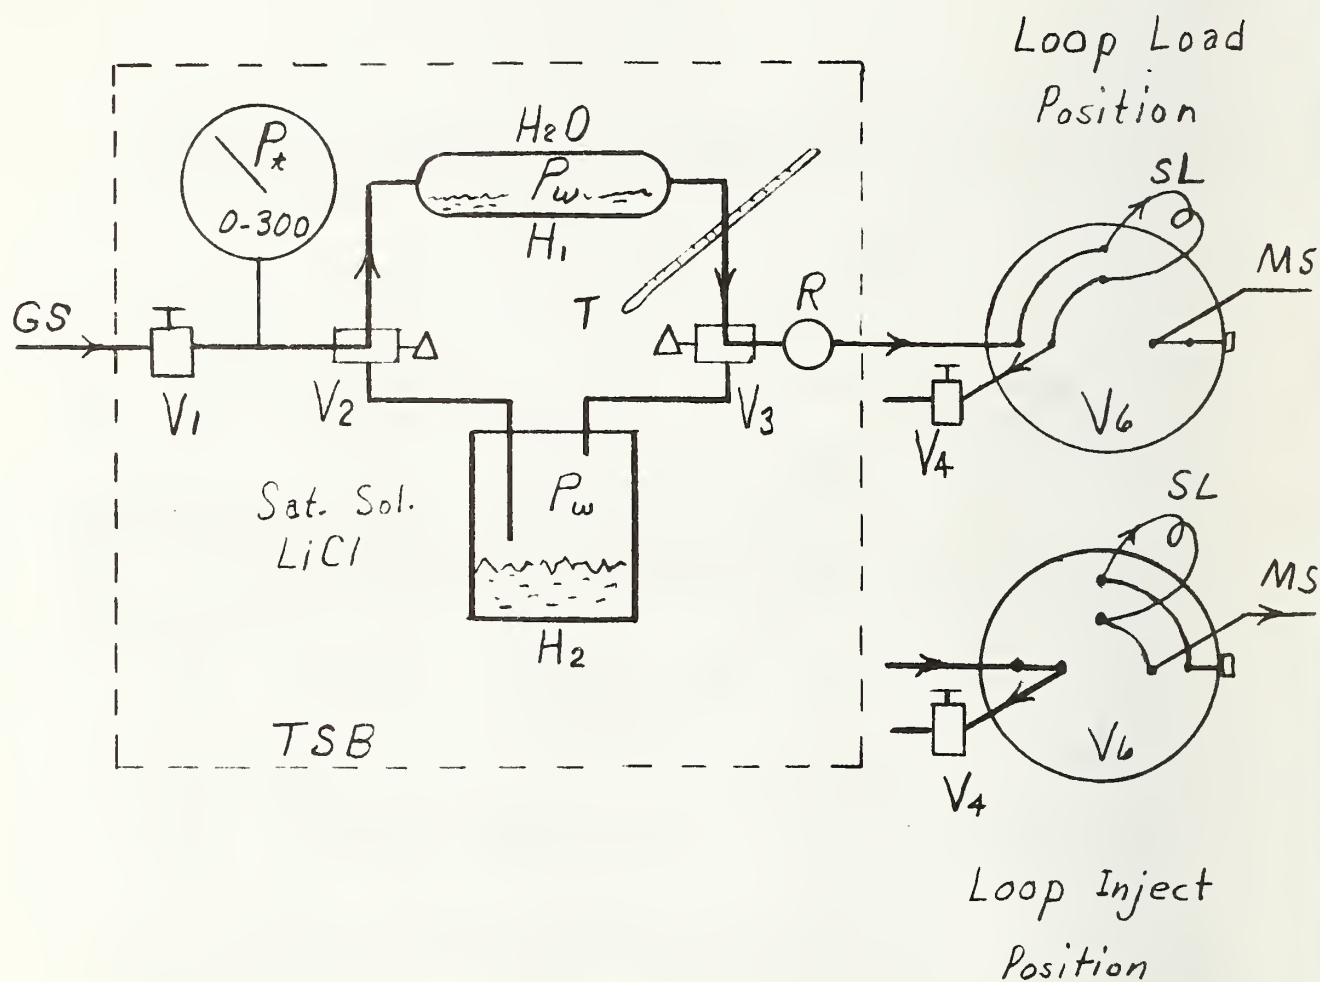 Loop Load
Position
H2O
Pt
0-300
Pw
H1
SL
MS
GS
T
R
V1
V2
V3
V4
V6
Sat. Sol.
LiCl
Pw
H2
SL
MS
TSB
V6
V4
Loop Inject
Position